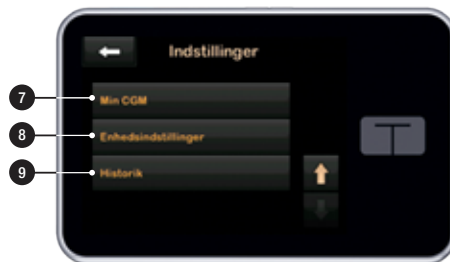 Indstillinger
7
Min CGM
8
Enhedsindstillinger
9
Historik